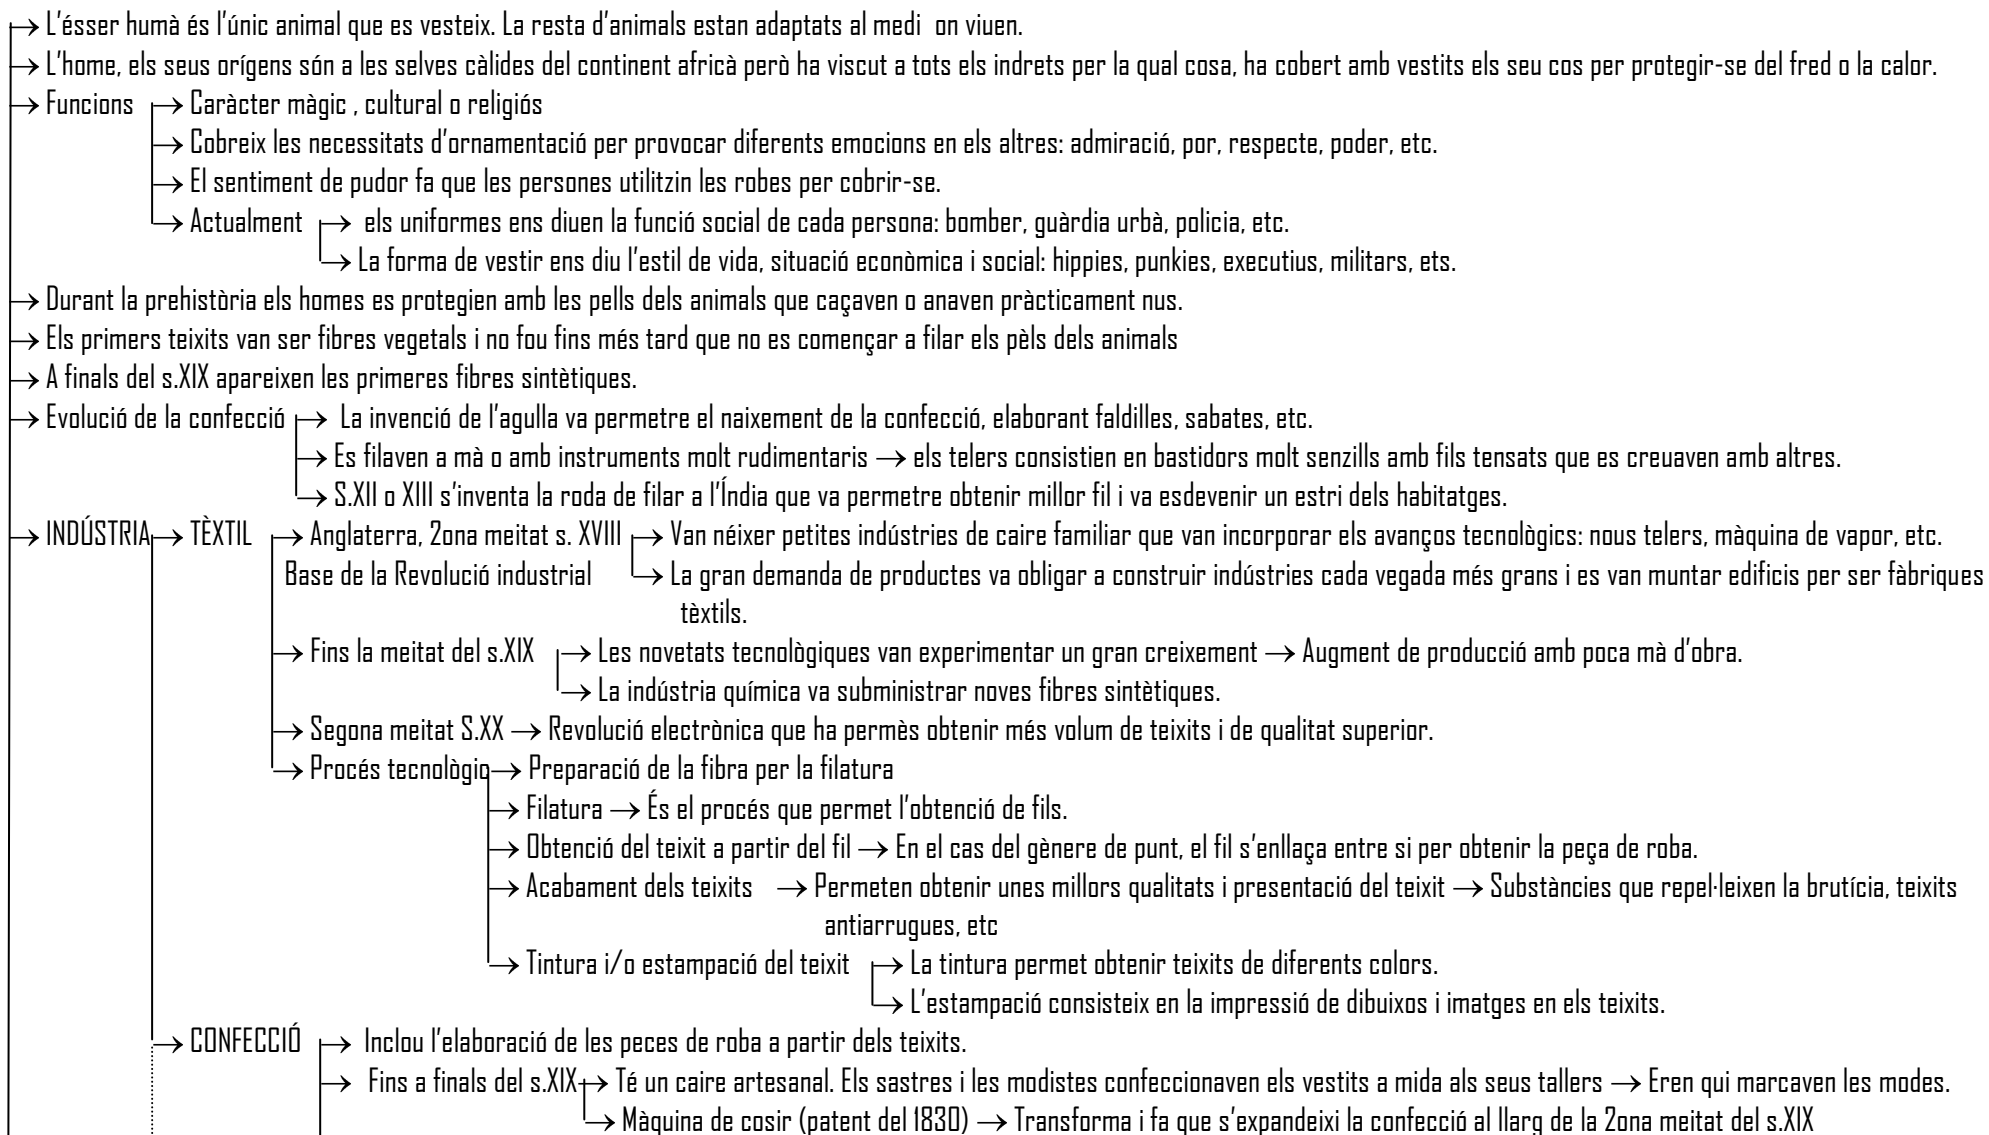 → L'ésser humà és l'únic animal que es vesteix. La resta d'animals estan adaptats al medi on viuen.
→ L'home, els seus orígens són a les selves càlides del continent africà però ha viscut a tots els indrets per la qual cosa, ha cobert amb vestits els seu cos per protegir-se del fred o la calor.
→ Funcions → Caràcter màgic , cultural o religiós
→ Cobreix les necessitats d'ornamentació per provocar diferents emocions en els altres: admiració, por, respecte, poder, etc.
→ El sentiment de pudor fa que les persones utilitzin les robes per cobrir-se.
→ Actualment → els uniformes ens diuen la funció social de cada persona: bomber, guàrdia urbà, policia, etc.
→ La forma de vestir ens diu l'estil de vida, situació econòmica i social: hippies, punkies, executius, militars, ets.
→ Durant la prehistòria els homes es protegien amb les pells dels animals que caçaven o anaven pràcticament nus.
→ Els primers teixits van ser fibres vegetals i no fou fins més tard que no es començar a filar els pèls dels animals
→ A finals del s.XIX apareixen les primeres fibres sintètiques.
→ Evolució de la confecció → La invenció de l'agulla va permetre el naixement de la confecció, elaborant faldilles, sabates, etc.
→ Es filaven a mà o amb instruments molt rudimentaris → els telers consistien en bastidors molt senzills amb fils tensats que es creuaven amb altres.
→ S.XII o XIII s'inventa la roda de filar a l'Índia que va permetre obtenir millor fil i va esdevenir un estri dels habitatges.
→ INDÚSTRIA → TÈXTIL → Anglaterra, 2ona meitat s. XVIII → Van néixer petites indústries de caire familiar que van incorporar els avanços tecnològics: nous telers, màquina de vapor, etc.
Base de la Revolució industrial → La gran demanda de productes va obligar a construir indústries cada vegada més grans i es van muntar edificis per ser fàbriques
tèxtils.
→ Fins la meitat del s.XIX → Les novetats tecnològiques van experimentar un gran creixement → Augment de producció amb poca mà d'obra.
→ La indústria química va subministrar noves fibres sintètiques.
→ Segona meitat S.XX → Revolució electrònica que ha permès obtenir més volum de teixits i de qualitat superior.
→ Procés tecnològic → Preparació de la fibra per la filatura
→ Filatura → És el procés que permet l'obtenció de fils.
→ Obtenció del teixit a partir del fil → En el cas del gènere de punt, el fil s'enllaça entre si per obtenir la peça de roba.
→ Acabament dels teixits → Permeten obtenir unes millors qualitats i presentació del teixit → Substàncies que repel·leixen la brutícia, teixits
antiarrugues, etc
→ Tintura i/o estampació del teixit → La tintura permet obtenir teixits de diferents colors.
→ L'estampació consisteix en la impressió de dibuixos i imatges en els teixits.
→ CONFECCIÓ → Inclou l'elaboració de les peces de roba a partir dels teixits.
→ Fins a finals del s.XIX → Té un caire artesanal. Els sastres i les modistes confeccionaven els vestits a mida als seus tallers → Eren qui marcaven les modes.
→ Màquina de cosir (patent del 1830) → Transforma i fa que s'expandeixi la confecció al llarg de la 2ona meitat del s.XIX